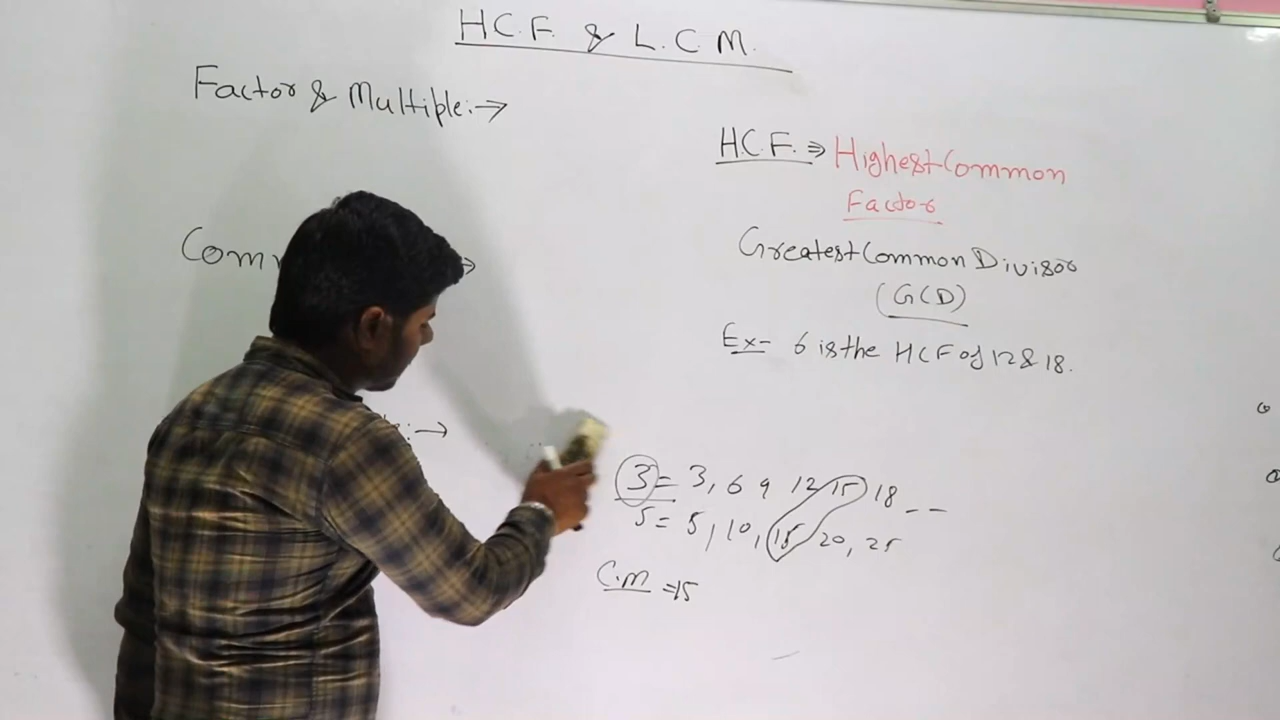 H.C.F. & L.C.M.
Factor & Multiple:→
H.C.F. ⇒ Highest Common
Factor
Greatest Common Divisor
(GCD)
Ex- 6 is the HCF of 12 & 18.
3 = 3, 6 9 12 15 18 --
5 = 5, 10, 15 20, 25
C.M =15